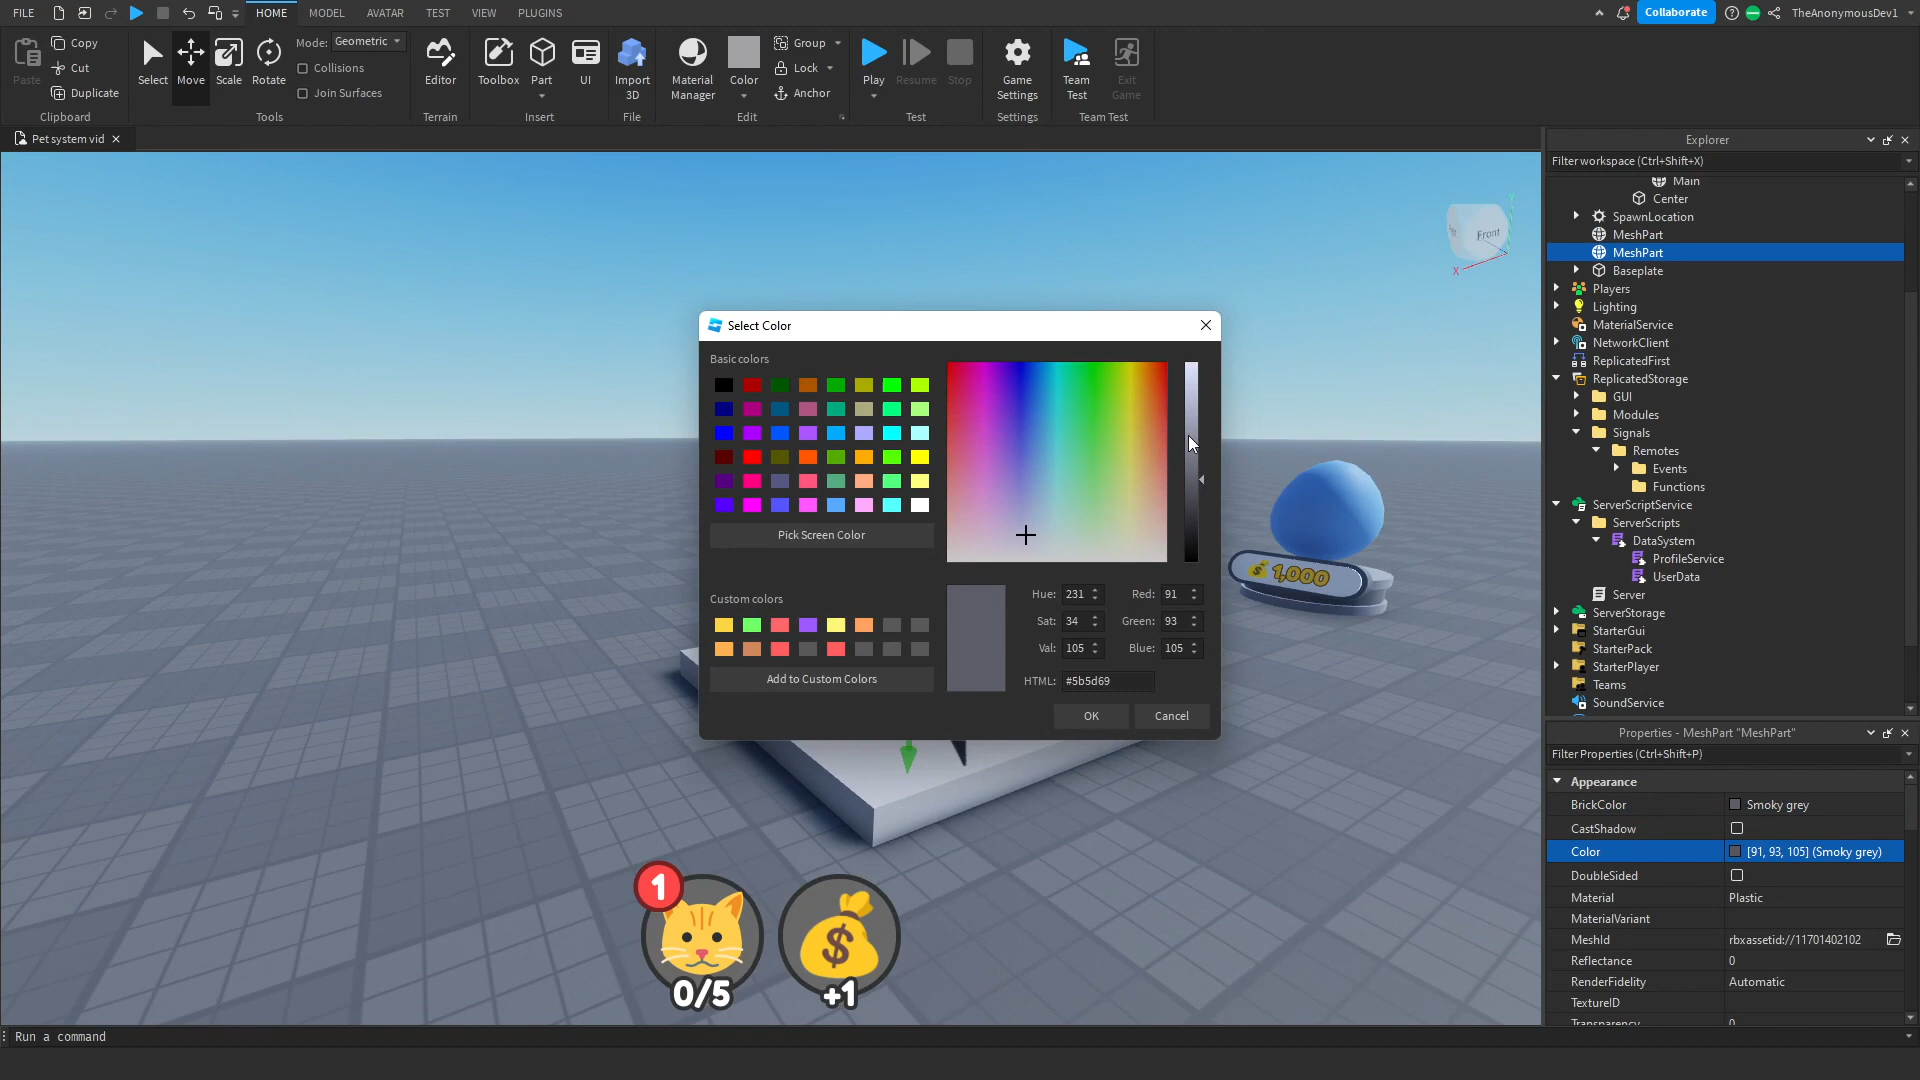 FILE HOME MODEL AVATAR TEST VIEW PLUGINS Collaborate TheAnonymousDev1
Paste Copy Cut Duplicate Clipboard
Select Move Scale Rotate Mode: Geometric Collisions Join Surfaces Tools
Editor Terrain
Toolbox Part UI Insert
Import 3D File
Material Manager Color Group Lock Anchor Edit
Play Resume Stop Test
Game Settings Settings
Team Test Exit Game Team Test
Pet system vid
Front
X
Y
Select Color
Basic colors
Pick Screen Color
Custom colors
Add to Custom Colors
Hue: 231 Red: 91
Sat: 34 Green: 93
Val: 105 Blue: 105
HTML: #5b5d69
OK Cancel
1,000
1
0/5
$
+1
Explorer
Filter workspace (Ctrl+Shift+X)
Main
Center
SpawnLocation
MeshPart
MeshPart
Baseplate
Players
Lighting
MaterialService
NetworkClient
ReplicatedFirst
ReplicatedStorage
GUI
Modules
Signals
Remotes
Events
Functions
ServerScriptService
ServerScripts
DataSystem
ProfileService
UserData
Server
ServerStorage
StarterGui
StarterPack
StarterPlayer
Teams
SoundService
Properties - MeshPart "MeshPart"
Filter Properties (Ctrl+Shift+P)
Appearance
BrickColor Smoky grey
CastShadow
Color [91, 93, 105] (Smoky grey)
DoubleSided
Material Plastic
MaterialVariant
MeshId rbxassetid://11701402102
Reflectance 0
RenderFidelity Automatic
TextureID
Transparency 0
Run a command